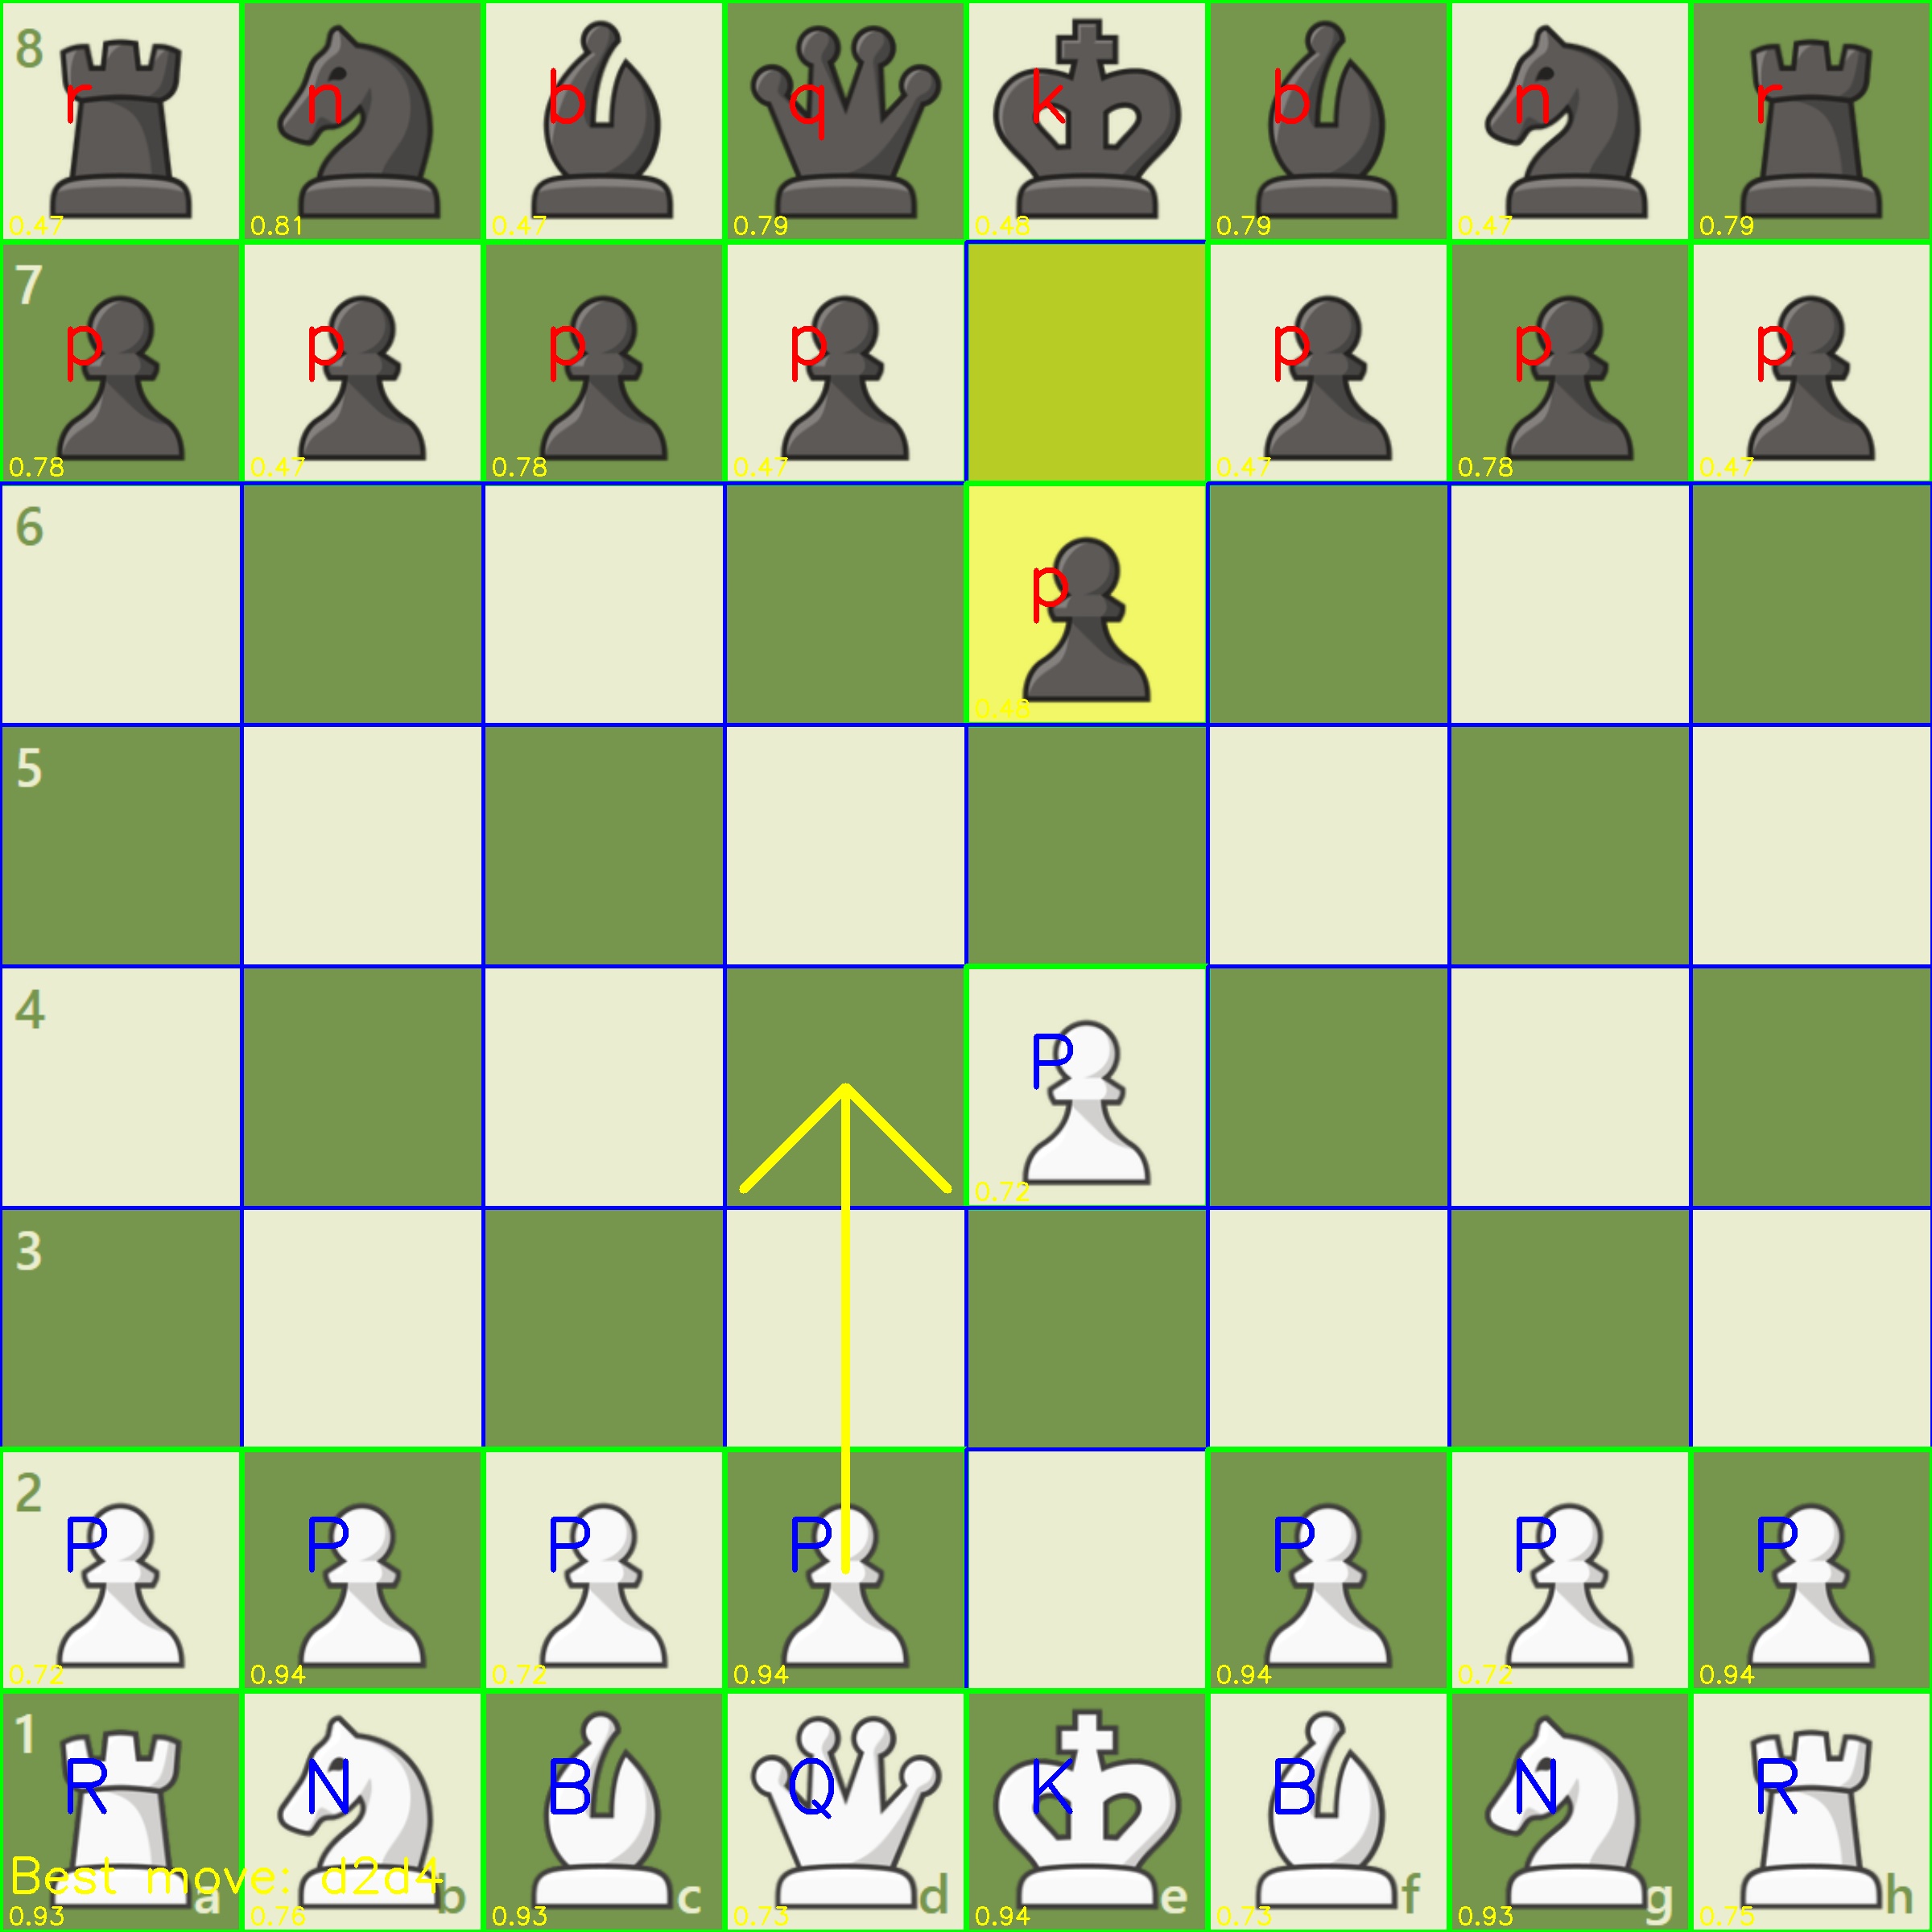 8 r n b q k b n r
0.47 0.81 0.47 0.79 0.48 0.79 0.47 0.79
7 p p p p p p p
0.78 0.47 0.78 0.47 0.47 0.78 0.47
6 p
0.48
5
4 P
0.72
3
2 P P P P P P P
0.72 0.94 0.72 0.94 0.94 0.72 0.94
1 R N B Q K B N R
Best move: d2d4
a b c d e f g h
0.93 0.76 0.93 0.73 0.94 0.73 0.93 0.75